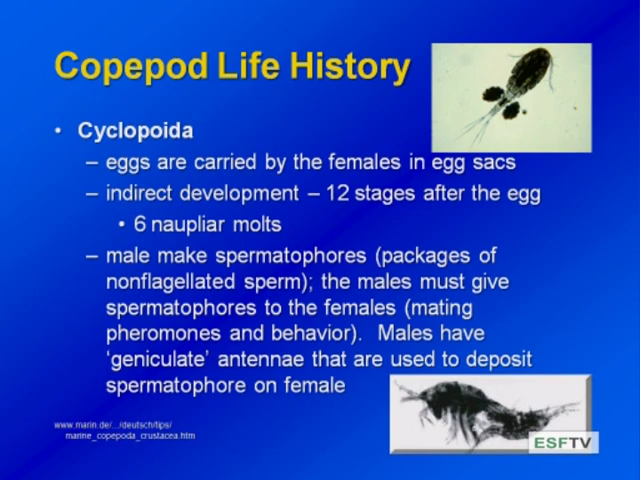 Copepod Life History
• Cyclopoida
– eggs are carried by the females in egg sacs
– indirect development – 12 stages after the egg
• 6 naupliar molts
– male make spermatophores (packages of
nonflagellated sperm); the males must give
spermatophores to the females (mating
pheromones and behavior). Males have
‘geniculate’ antennae that are used to deposit
spermatophore on female
www.marin.de/.../deutsch/tips/
marine_copepoda_crustacea.htm
ESFTV